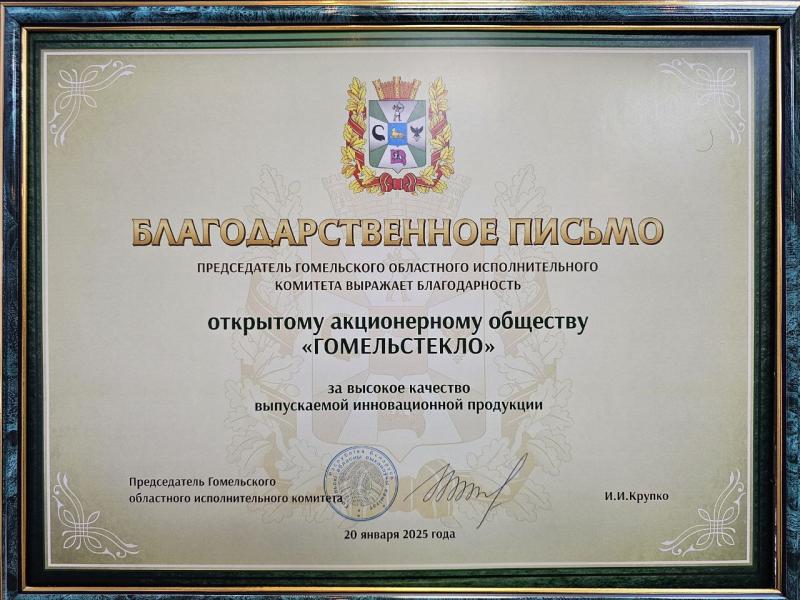 БЛАГОДАРСТВЕННОЕ ПИСЬМО
ПРЕДСЕДАТЕЛЬ ГОМЕЛЬСКОГО ОБЛАСТНОГО ИСПОЛНИТЕЛЬНОГО
КОМИТЕТА ВЫРАЖАЕТ БЛАГОДАРНОСТЬ
открытому акционерному обществу
«ГОМЕЛЬСТЕКЛО»
за высокое качество
выпускаемой инновационной продукции
Председатель Гомельского
областного исполнительного комитета
И.И.Крупко
20 января 2025 года